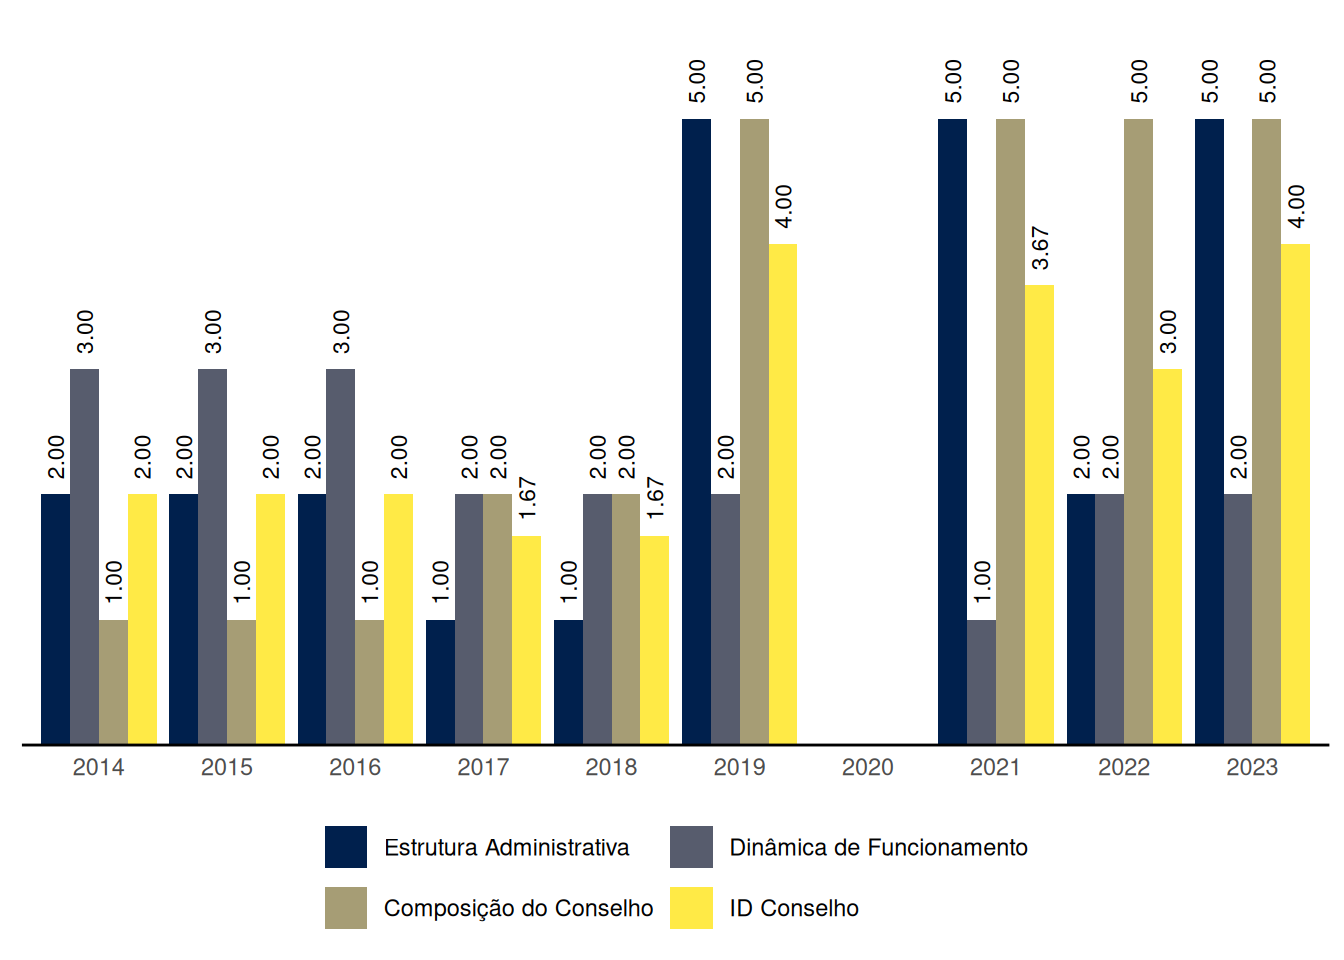 5.00 5.00 5.00 5.00 5.00 5.00 5.00
4.00 4.00
3.67
3.00 3.00 3.00 3.00
2.00 2.00 2.00 2.00 2.00 2.00 2.00 2.00 2.00 2.00 2.00 2.00 2.00 2.00
1.67 1.67
1.00 1.00 1.00 1.00 1.00 1.00
2014 2015 2016 2017 2018 2019 2020 2021 2022 2023
Estrutura Administrativa Dinâmica de Funcionamento
Composição do Conselho ID Conselho